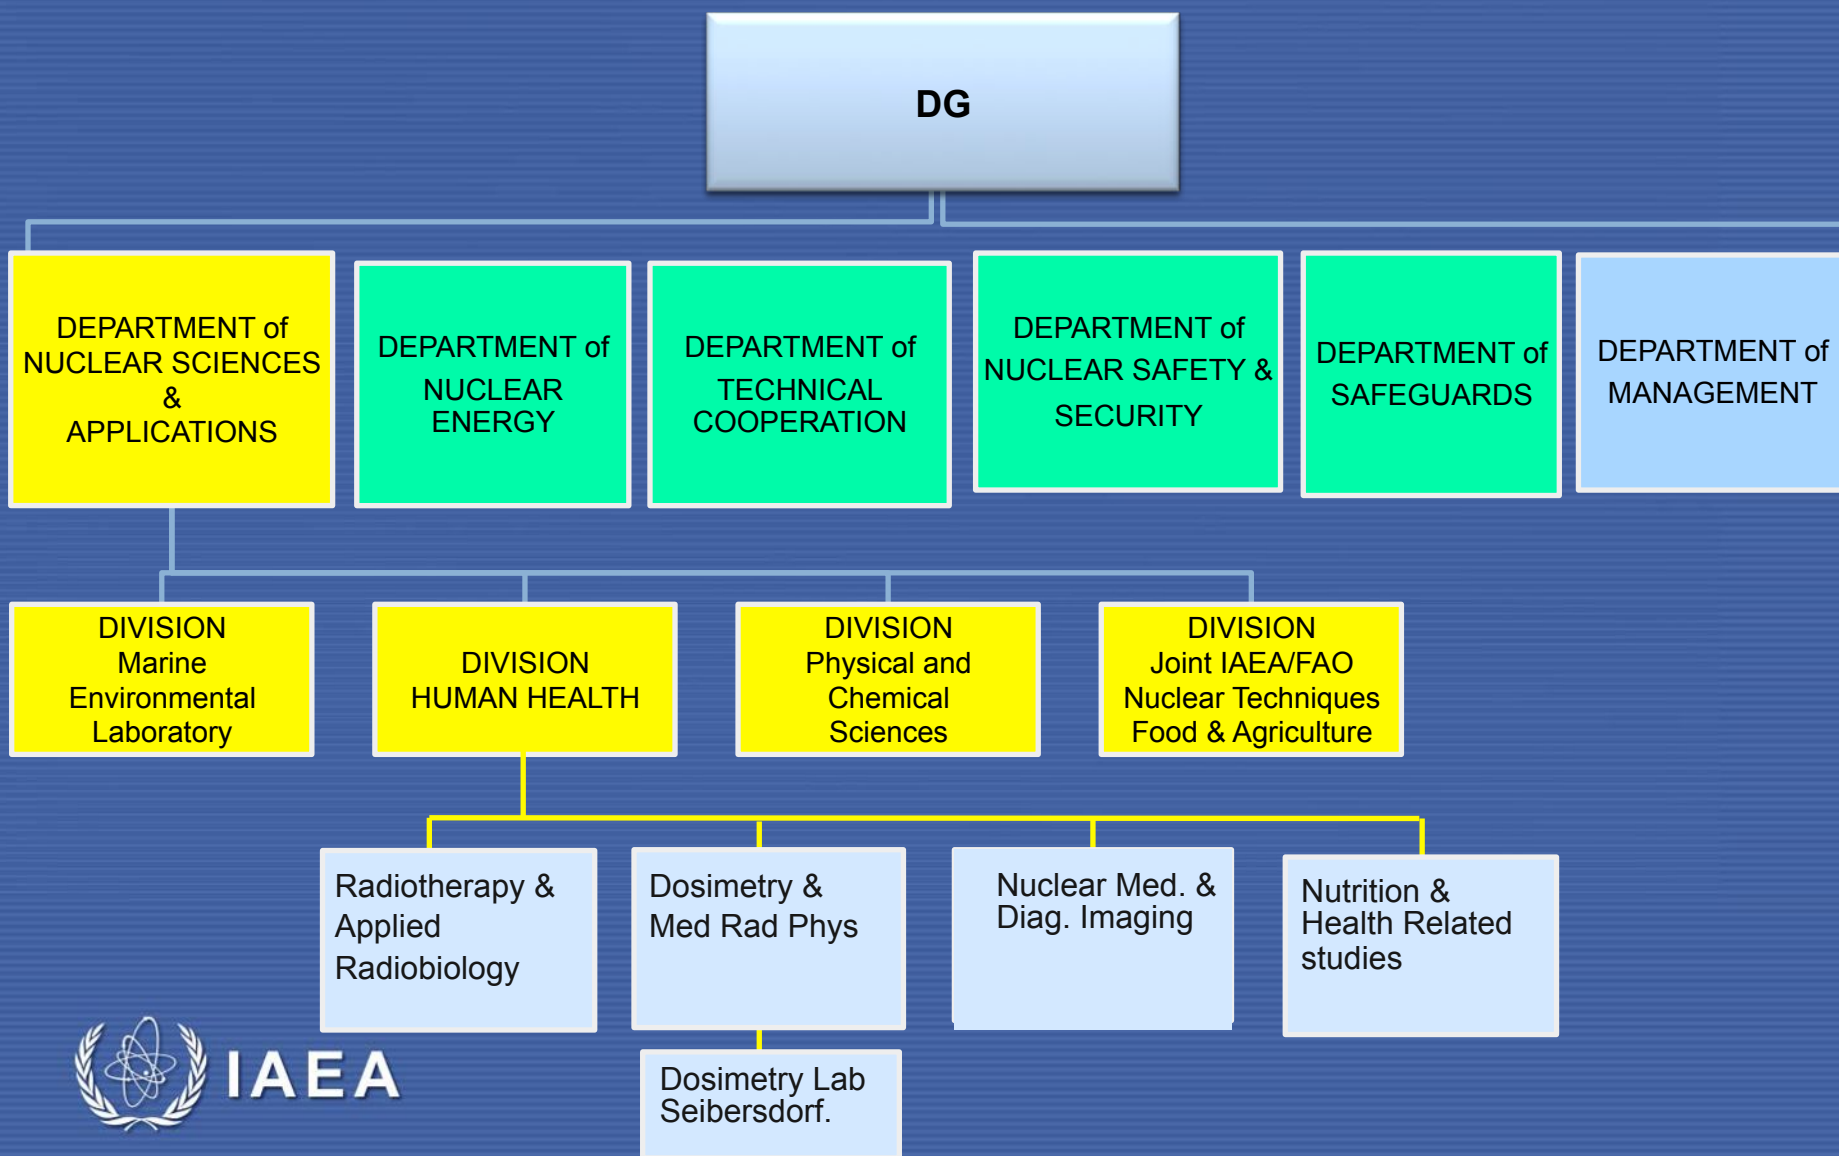 DG
DEPARTMENT of
NUCLEAR SCIENCES
&
APPLICATIONS
DEPARTMENT of
NUCLEAR
ENERGY
DEPARTMENT of
TECHNICAL
COOPERATION
DEPARTMENT of
NUCLEAR SAFETY &
SECURITY
DEPARTMENT of
SAFEGUARDS
DEPARTMENT of
MANAGEMENT
DIVISION
Marine
Environmental
Laboratory
DIVISION
HUMAN HEALTH
DIVISION
Physical and
Chemical
Sciences
DIVISION
Joint IAEA/FAO
Nuclear Techniques
Food & Agriculture
Radiotherapy &
Applied
Radiobiology
Dosimetry &
Med Rad Phys
Nuclear Med. &
Diag. Imaging
Nutrition &
Health Related
studies
Dosimetry Lab
Seibersdorf.
IAEA